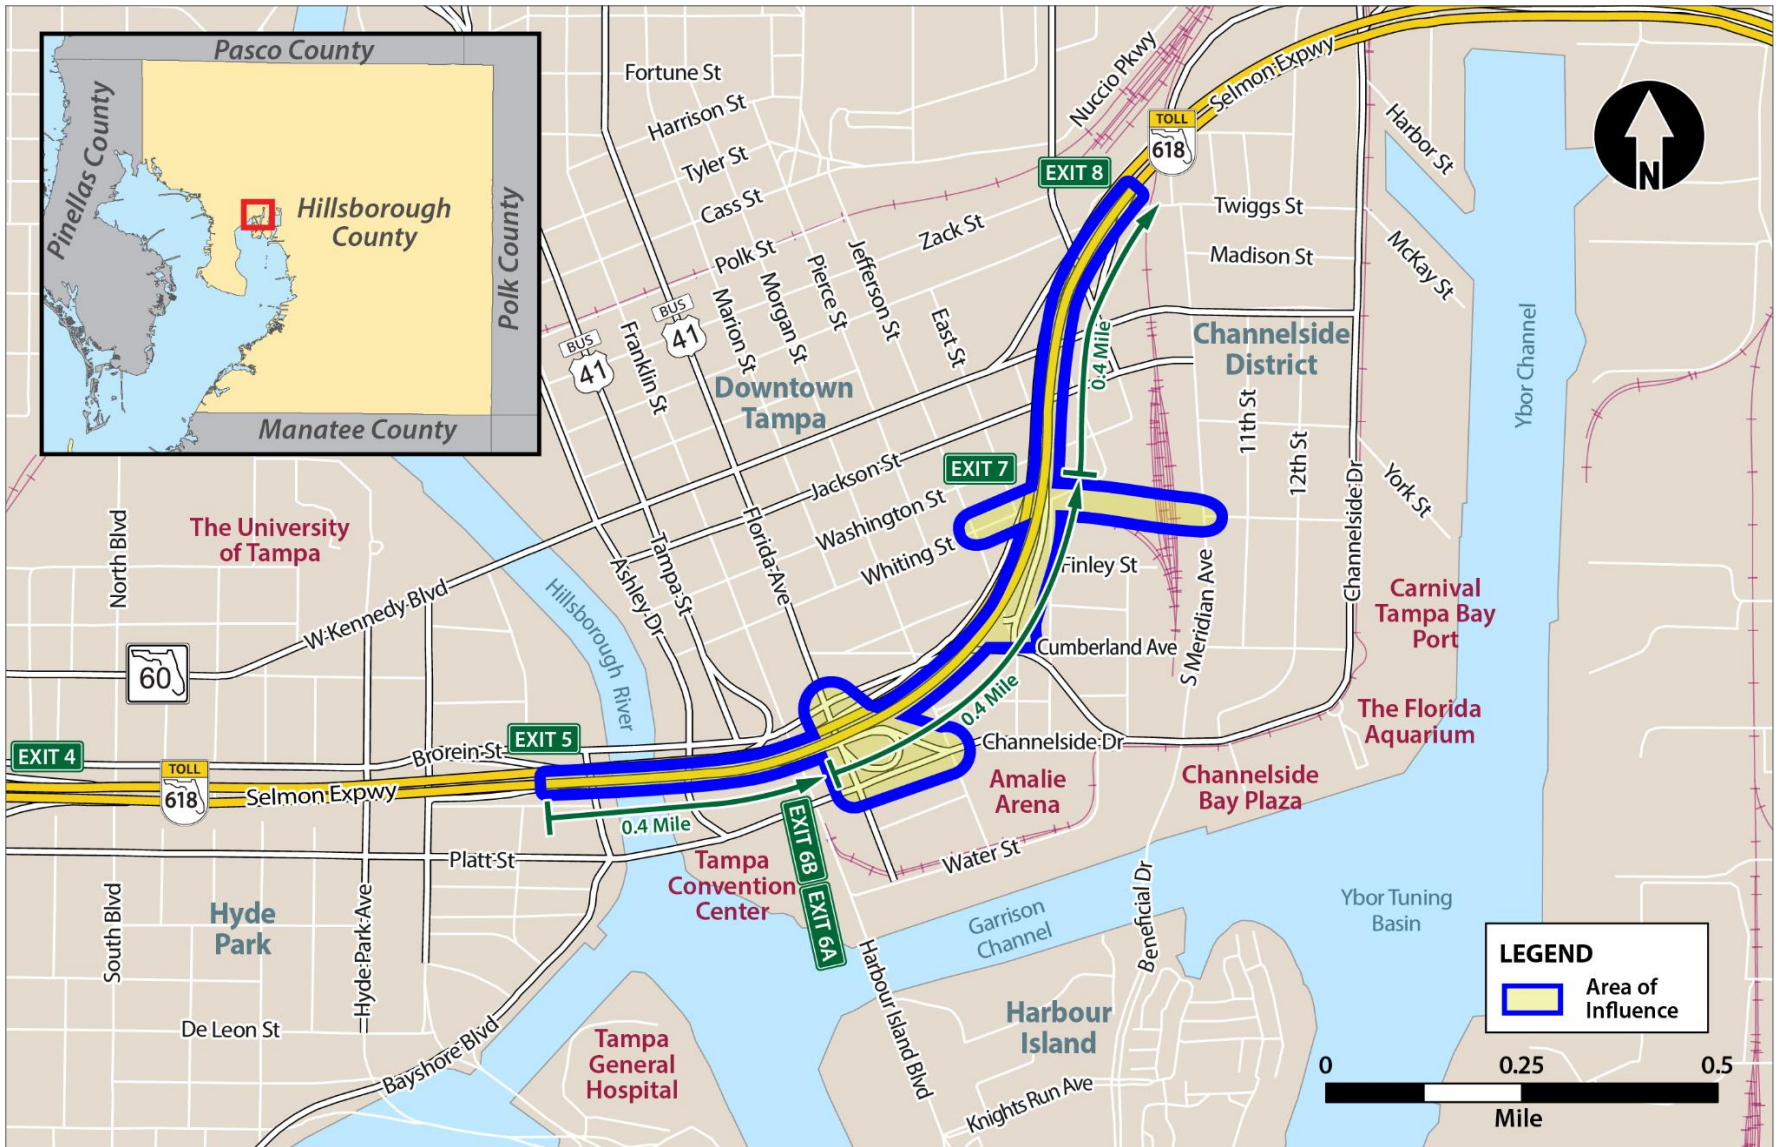 Pasco County
Pinellas County
Hillsborough
County
Polk County
Manatee County
Fortune St
Harrison St
Tyler St
Cass St
Polk St
Zack St
Nuccio Pkwy
Selmon Expwy
TOLL
618
EXIT 8
Harbor St
N
Twiggs St
Madison St
McKay St
Jefferson St
Pierce St
Morgan St
Marion St
Franklin St
East St
BUS
41
BUS
41
Downtown
Tampa
0.4 Mile
Channelside
District
Ybor Channel
11th St
12th St
Channelside Dr
York St
EXIT 7
Jackson St
Washington St
Whiting St
Finley St
Florida Ave
Tampa St
Ashley Dr
North Blvd
The University
of Tampa
Hillsborough River
W Kennedy Blvd
60
Cumberland Ave
S Meridian Ave
Carnival
Tampa Bay
Port
The Florida
Aquarium
EXIT 4
TOLL
618
Selmon Expwy
Brorein St
EXIT 5
0.4 Mile
0.4 Mile
Channelside Dr
Amalie
Arena
Channelside
Bay Plaza
EXIT 6B
EXIT 6A
Platt St
Tampa
Convention
Center
Water St
South Blvd
Hyde
Park
Hyde Park Ave
Garrison
Channel
Beneficial Dr
Ybor Tuning
Basin
Harbour Island Blvd
Harbour
Island
De Leon St
Bayshore Blvd
Tampa
General
Hospital
Knights Run Ave
LEGEND
Area of
Influence
0 0.25 0.5
Mile